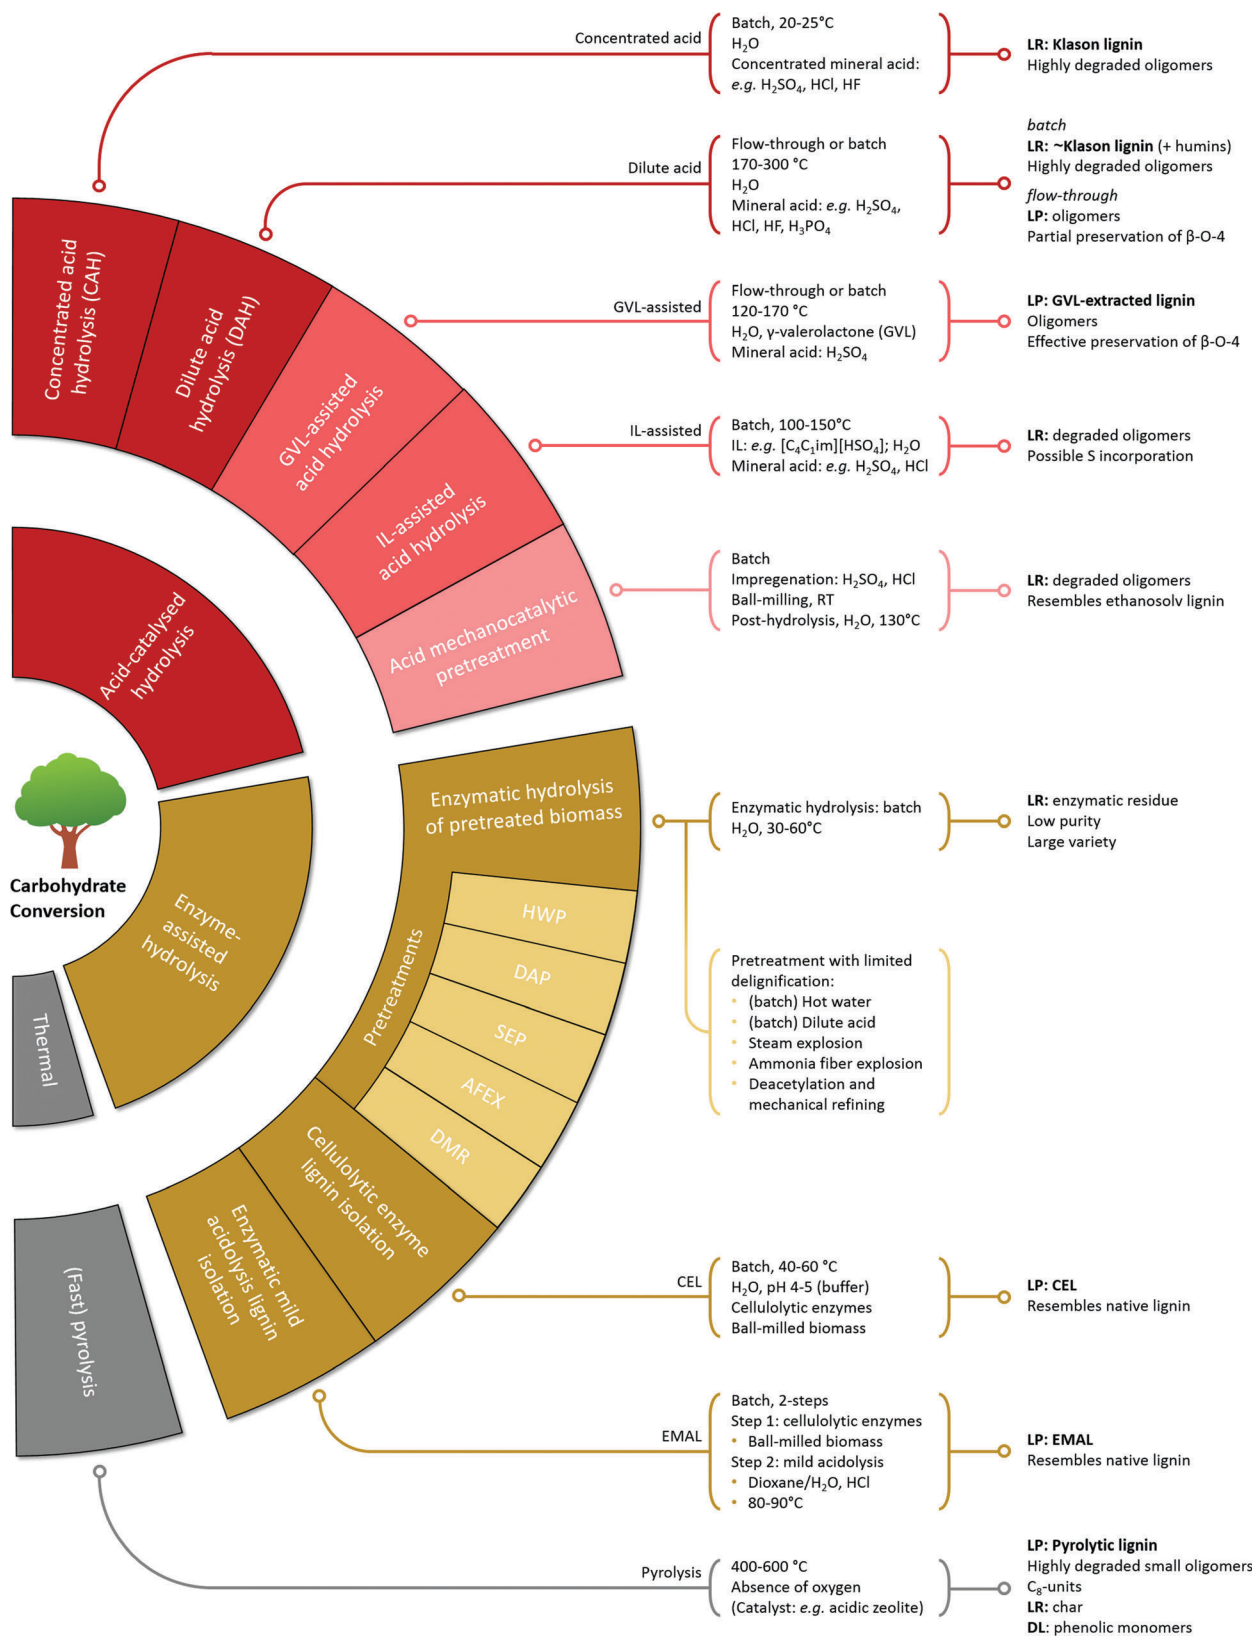 Concentrated acid
Batch, 20-25°C
H₂O
Concentrated mineral acid:
e.g. H₂SO₄, HCl, HF
LR: Klason lignin
Highly degraded oligomers
Dilute acid
Flow-through or batch
170-300 °C
H₂O
Mineral acid: e.g. H₂SO₄,
HCl, HF, H₃PO₄
batch
LR: ~Klason lignin (+ humins)
Highly degraded oligomers
flow-through
LP: oligomers
Partial preservation of β-O-4
GVL-assisted
Flow-through or batch
120-170 °C
H₂O, γ-valerolactone (GVL)
Mineral acid: H₂SO₄
LP: GVL-extracted lignin
Oligomers
Effective preservation of β-O-4
IL-assisted
Batch, 100-150°C
IL: e.g. [C₄C₁im][HSO₄]; H₂O
Mineral acid: e.g. H₂SO₄, HCl
LR: degraded oligomers
Possible S incorporation
Batch
Impregenation: H₂SO₄, HCl
Ball-milling, RT
Post-hydrolysis, H₂O, 130°C
LR: degraded oligomers
Resembles ethanosolv lignin
Concentrated acid
hydrolysis (CAH)
Dilute acid
hydrolysis (DAH)
GVL-assisted
acid hydrolysis
IL-assisted
acid hydrolysis
Acid mechanocatalytic
pretreatment
Acid-catalysed
hydrolysis
Carbohydrate
Conversion
Enzyme-
assisted
hydrolysis
Thermal
Enzymatic hydrolysis
of pretreated biomass
Pretreatments
HWP
DAP
SEP
AFEX
DMR
Cellulolytic enzyme
lignin isolation
Enzymatic mild
acidolysis lignin
isolation
(Fast) pyrolysis
Enzymatic hydrolysis: batch
H₂O, 30-60°C
LR: enzymatic residue
Low purity
Large variety
Pretreatment with limited
delignification:
• (batch) Hot water
• (batch) Dilute acid
• Steam explosion
• Ammonia fiber explosion
• Deacetylation and
mechanical refining
CEL
Batch, 40-60 °C
H₂O, pH 4-5 (buffer)
Cellulolytic enzymes
Ball-milled biomass
LP: CEL
Resembles native lignin
EMAL
Batch, 2-steps
Step 1: cellulolytic enzymes
• Ball-milled biomass
Step 2: mild acidolysis
• Dioxane/H₂O, HCl
• 80-90°C
LP: EMAL
Resembles native lignin
Pyrolysis
400-600 °C
Absence of oxygen
(Catalyst: e.g. acidic zeolite)
LP: Pyrolytic lignin
Highly degraded small oligomers
C₈-units
LR: char
DL: phenolic monomers